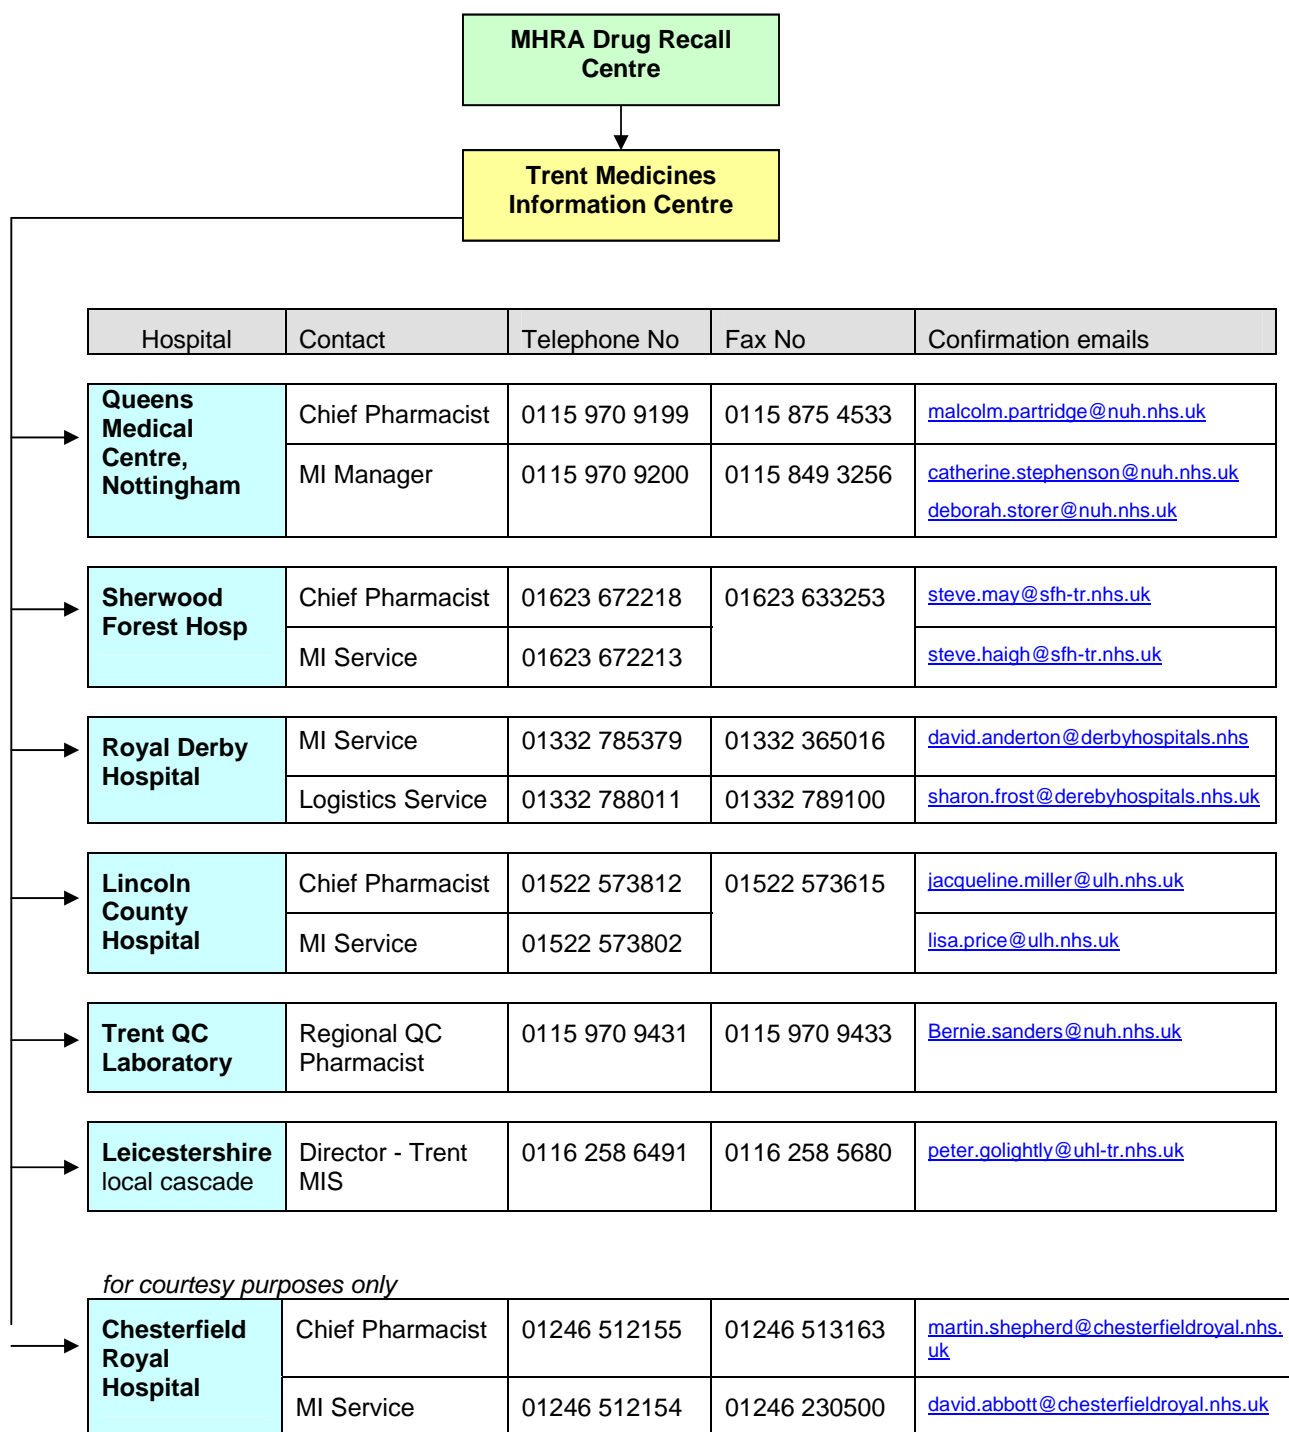 MHRA Drug Recall
Centre
Trent Medicines
Information Centre
Hospital Contact Telephone No Fax No Confirmation emails
Queens
Medical
Centre,
Nottingham
Chief Pharmacist 0115 970 9199 0115 875 4533 malcolm.partridge@nuh.nhs.uk
MI Manager 0115 970 9200 0115 849 3256 catherine.stephenson@nuh.nhs.uk
deborah.storer@nuh.nhs.uk
Sherwood
Forest Hosp
Chief Pharmacist 01623 672218 01623 633253 steve.may@sfh-tr.nhs.uk
MI Service 01623 672213 steve.haigh@sfh-tr.nhs.uk
Royal Derby
Hospital
MI Service 01332 785379 01332 365016 david.anderton@derbyhospitals.nhs
Logistics Service 01332 788011 01332 789100 sharon.frost@derebyhospitals.nhs.uk
Lincoln
County
Hospital
Chief Pharmacist 01522 573812 01522 573615 jacqueline.miller@ulh.nhs.uk
MI Service 01522 573802 lisa.price@ulh.nhs.uk
Trent QC
Laboratory
Regional QC
Pharmacist
0115 970 9431 0115 970 9433 Bernie.sanders@nuh.nhs.uk
Leicestershire
local cascade
Director - Trent
MIS
0116 258 6491 0116 258 5680 peter.golightly@uhl-tr.nhs.uk
for courtesy purposes only
Chesterfield
Royal
Hospital
Chief Pharmacist 01246 512155 01246 513163 martin.shepherd@chesterfieldroyal.nhs.
uk
MI Service 01246 512154 01246 230500 david.abbott@chesterfieldroyal.nhs.uk